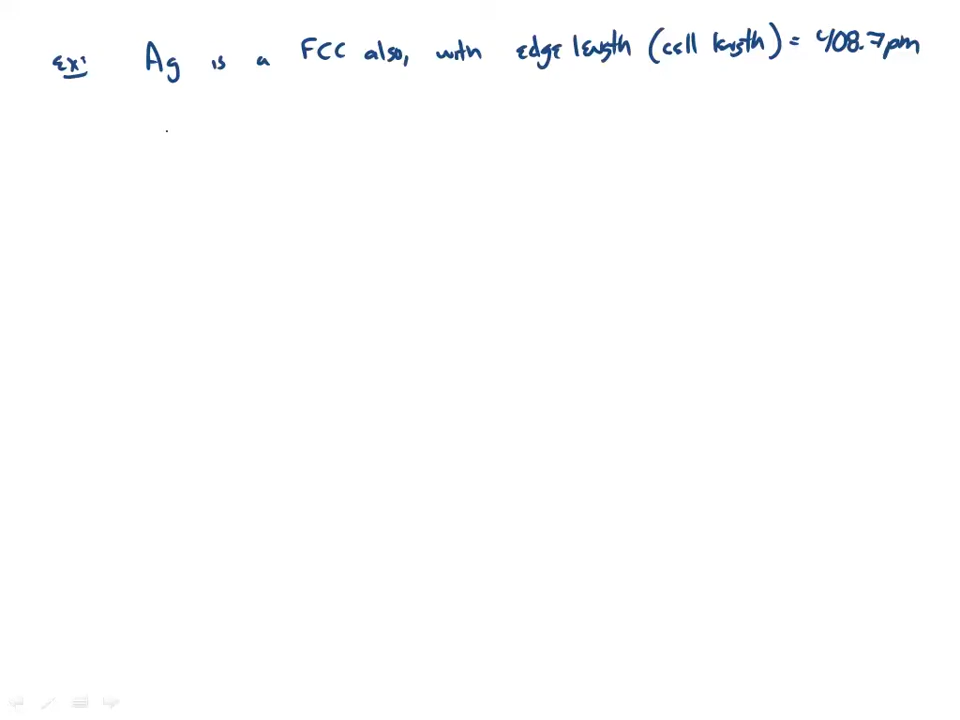 Ex: Ag is a FCC also, with edge length (cell length) = 408.7pm